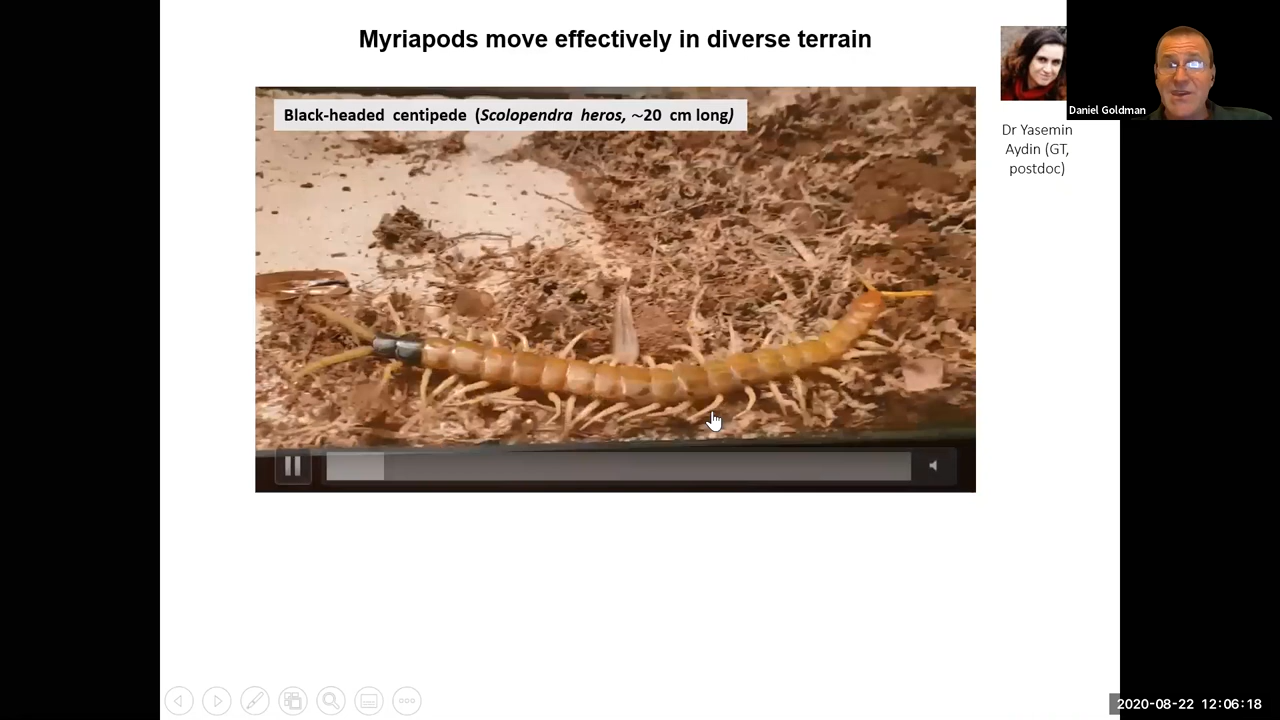 Myriapods move effectively in diverse terrain
Black-headed centipede (Scolopendra heros, ~20 cm long)
Daniel Goldman
Dr Yasemin
Aydin (GT,
postdoc)
2020-08-22 12:06:18